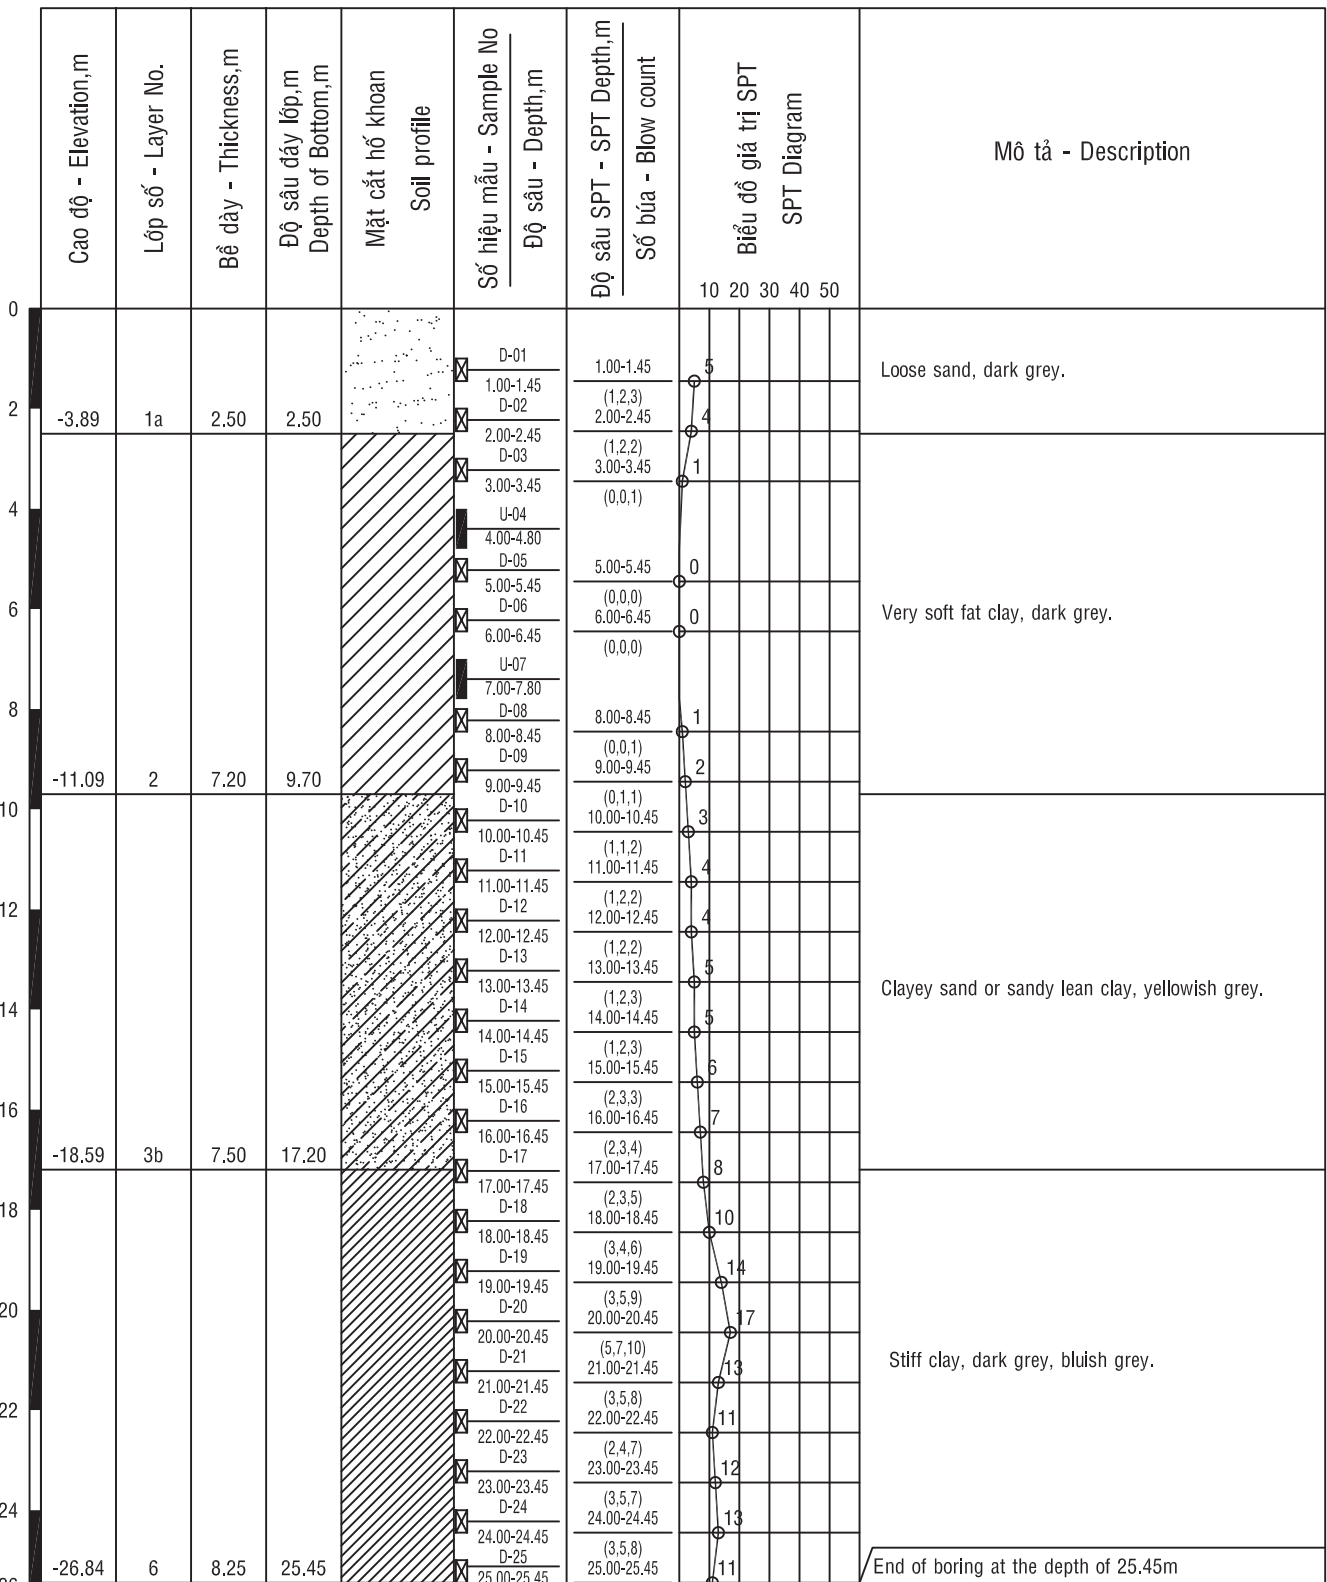 Cao độ - Elevation,m
Lớp số - Layer No.
Bề dày - Thickness,m
Độ sâu đáy lớp,m
Depth of Bottom,m
Mặt cắt hố khoan
Soil profile
Số hiệu mẫu - Sample No
Độ sâu - Depth,m
Độ sâu SPT - SPT Depth,m
Số búa - Blow count
Biểu đồ giá trị SPT
SPT Diagram
10 20 30 40 50
Mô tả - Description
0
D-01
1.00-1.45
1.00-1.45
(1,2,3)
5
Loose sand, dark grey.
2
D-02
2.00-2.45
2.00-2.45
(1,2,2)
4
-3.89 1a 2.50 2.50
D-03
3.00-3.45
3.00-3.45
(0,0,1)
1
4
U-04
4.00-4.80
D-05
5.00-5.45
5.00-5.45
(0,0,0)
0
6
D-06
6.00-6.45
6.00-6.45
(0,0,0)
0
Very soft fat clay, dark grey.
U-07
7.00-7.80
8
D-08
8.00-8.45
8.00-8.45
(0,0,1)
1
D-09
9.00-9.45
9.00-9.45
(0,1,1)
2
-11.09 2 7.20 9.70
10
D-10
10.00-10.45
10.00-10.45
(1,1,2)
3
D-11
11.00-11.45
11.00-11.45
(1,2,2)
4
12
D-12
12.00-12.45
12.00-12.45
(1,2,2)
4
D-13
13.00-13.45
13.00-13.45
(1,2,3)
5
Clayey sand or sandy lean clay, yellowish grey.
14
D-14
14.00-14.45
14.00-14.45
(1,2,3)
5
D-15
15.00-15.45
15.00-15.45
(2,3,3)
6
16
D-16
16.00-16.45
16.00-16.45
(2,3,4)
7
-18.59 3b 7.50 17.20
D-17
17.00-17.45
17.00-17.45
(2,3,5)
8
18
D-18
18.00-18.45
18.00-18.45
(3,4,6)
10
D-19
19.00-19.45
19.00-19.45
(3,5,9)
14
20
D-20
20.00-20.45
20.00-20.45
(5,7,10)
17
D-21
21.00-21.45
21.00-21.45
(3,5,8)
13
Stiff clay, dark grey, bluish grey.
22
D-22
22.00-22.45
22.00-22.45
(2,4,7)
11
D-23
23.00-23.45
23.00-23.45
(3,5,7)
12
24
D-24
24.00-24.45
24.00-24.45
(3,5,8)
13
-26.84 6 8.25 25.45
D-25
25.00-25.45
25.00-25.45
11
End of boring at the depth of 25.45m